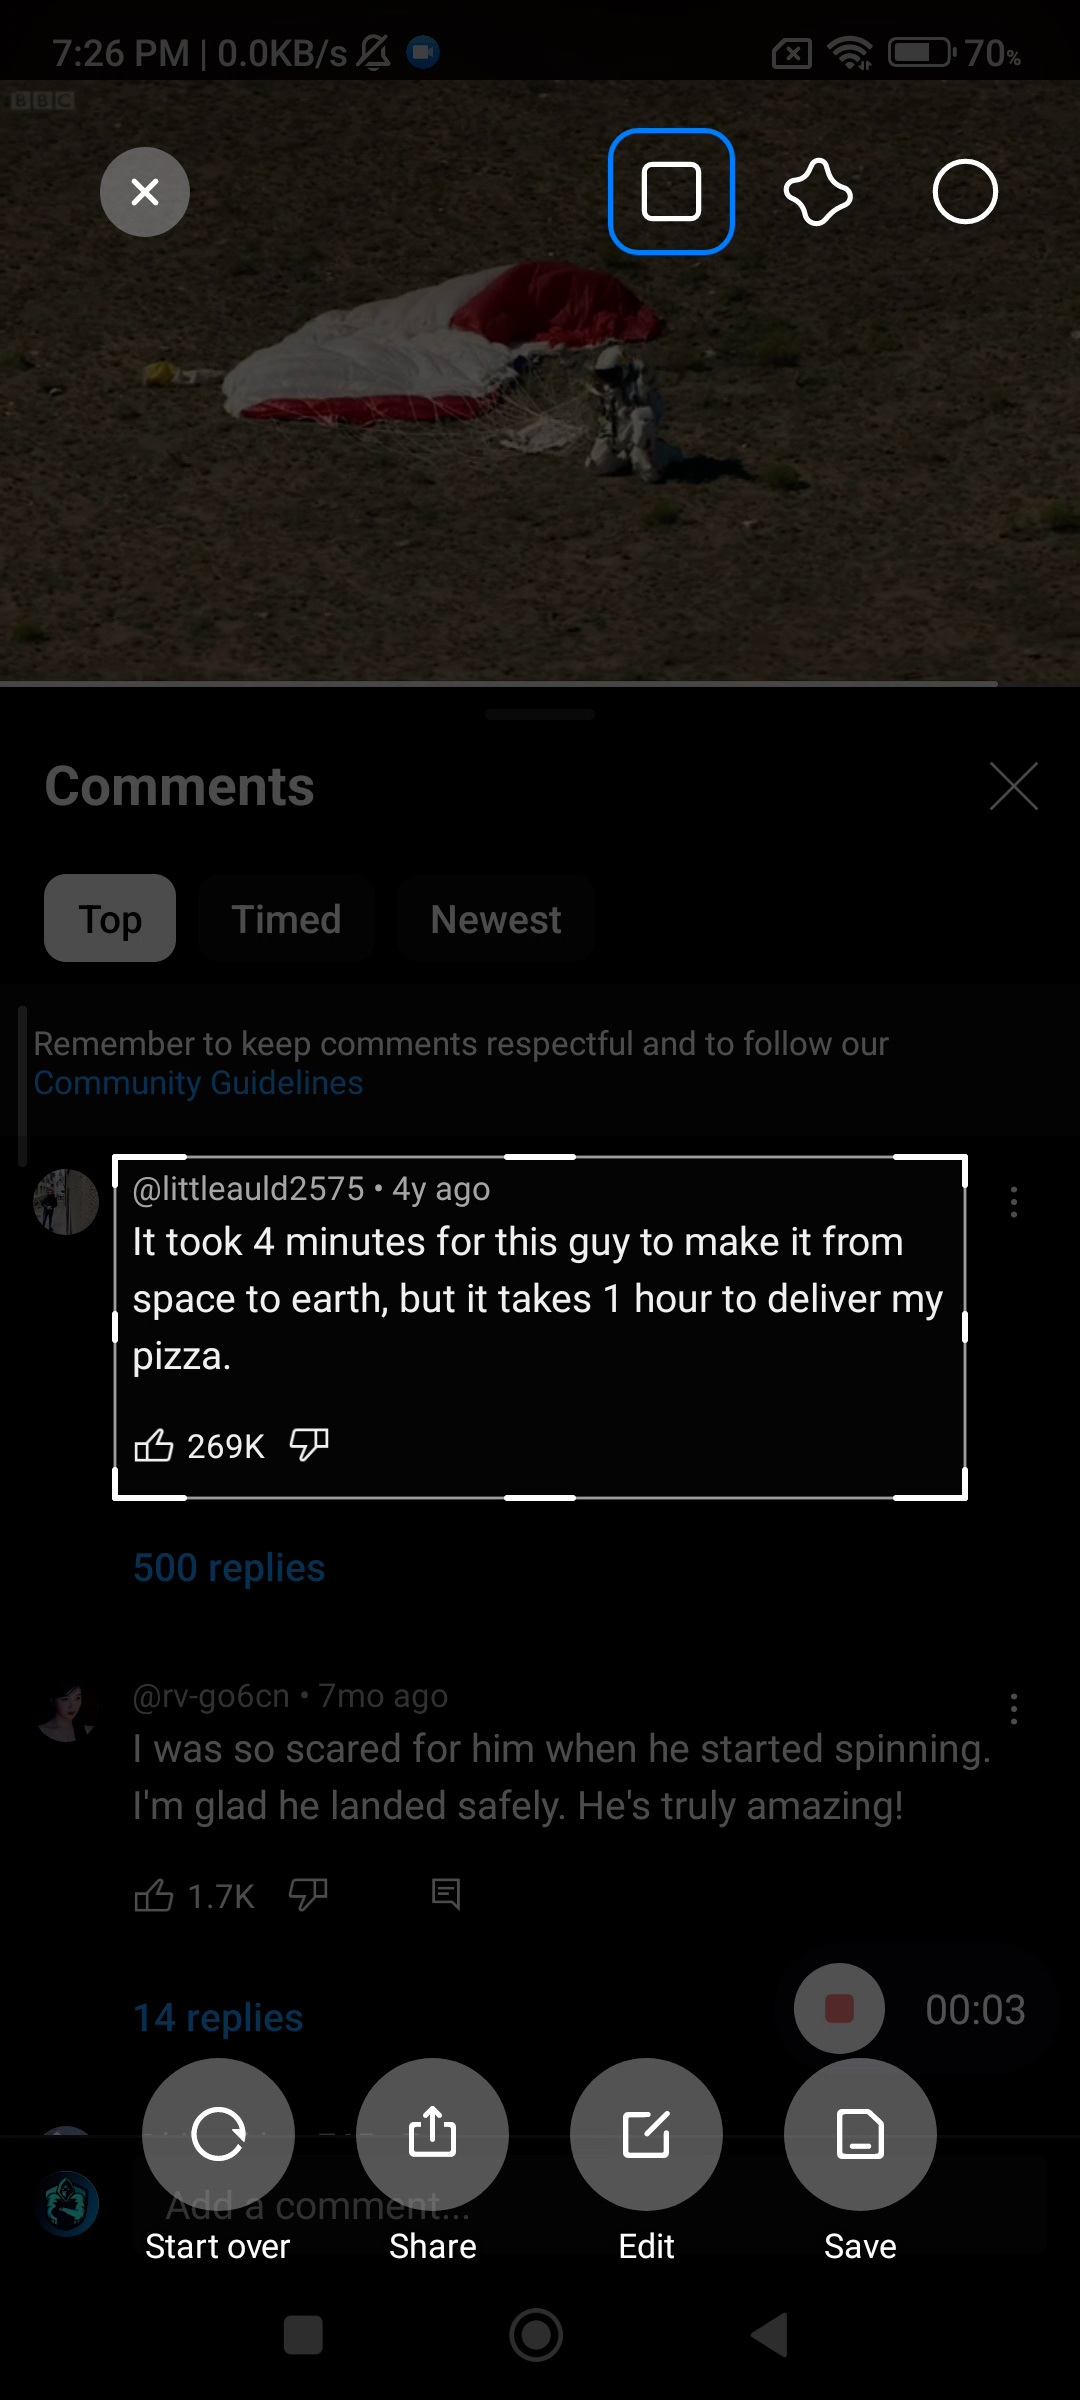 7:26 PM | 0.0KB/s 70%
BBC
Comments
Top Timed Newest
Remember to keep comments respectful and to follow our
Community Guidelines
@littleauld2575 • 4y ago
It took 4 minutes for this guy to make it from
space to earth, but it takes 1 hour to deliver my
pizza.
269K
500 replies
@rv-go6cn • 7mo ago
I was so scared for him when he started spinning.
I'm glad he landed safely. He's truly amazing!
1.7K
14 replies
00:03
Add a comment...
Start over Share Edit Save